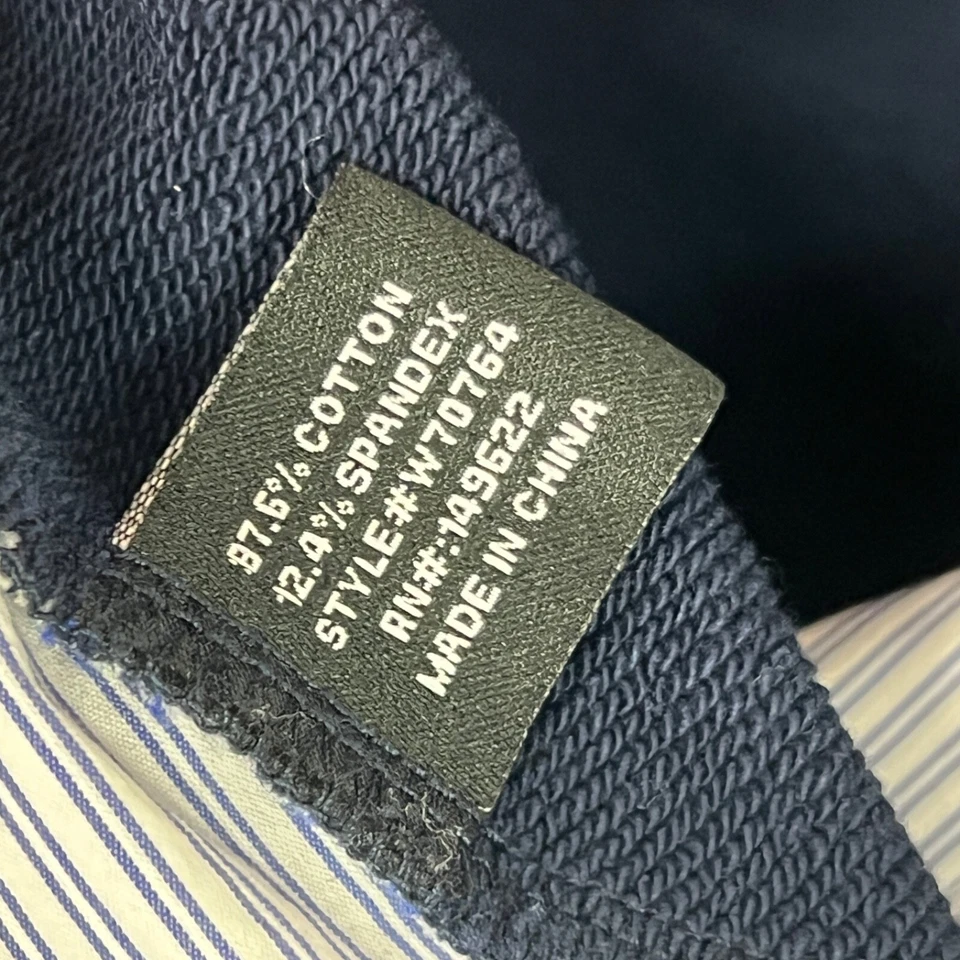 87.6% COTTON
12.4% SPANDEX
STYLE#:W70764
RN#:149622
MADE IN CHINA